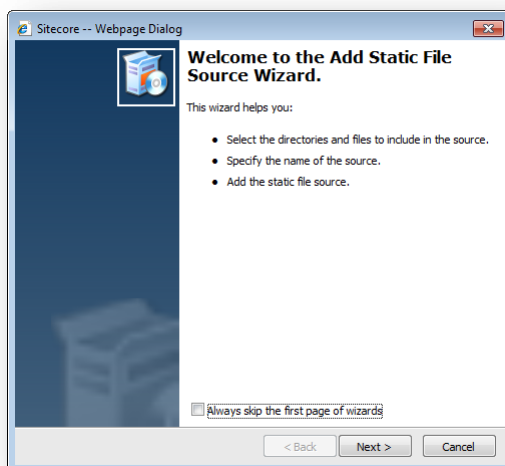 Sitecore -- Webpage Dialog
Welcome to the Add Static File
Source Wizard.
This wizard helps you:
Select the directories and files to include in the source.
Specify the name of the source.
Add the static file source.
Always skip the first page of wizards
< Back
Next >
Cancel